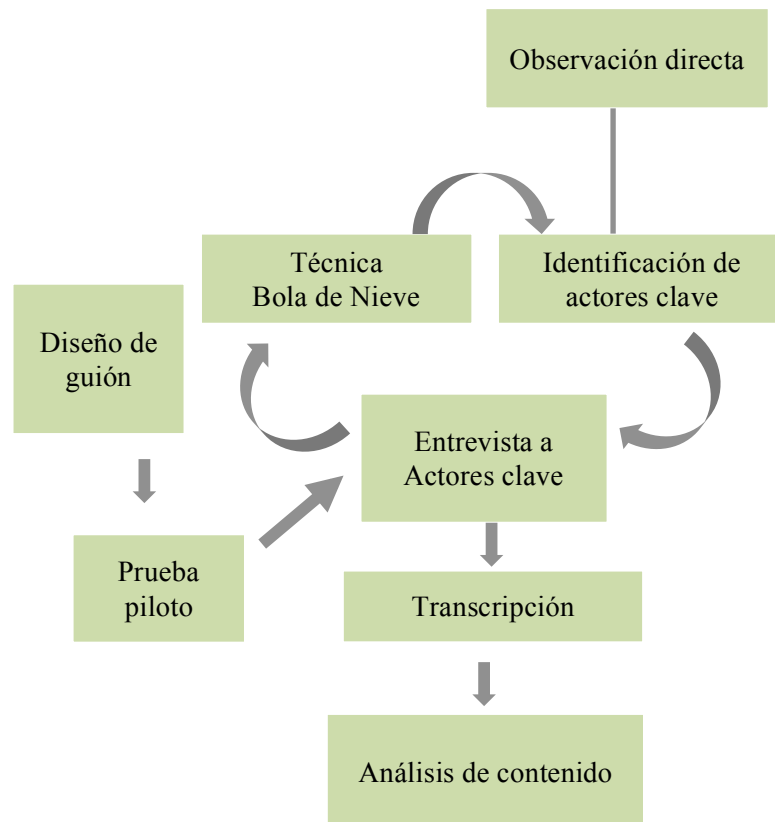 Observación directa
Técnica
Bola de Nieve
Identificación de
actores clave
Diseño de
guión
Entrevista a
Actores clave
Prueba
piloto
Transcripción
Análisis de contenido